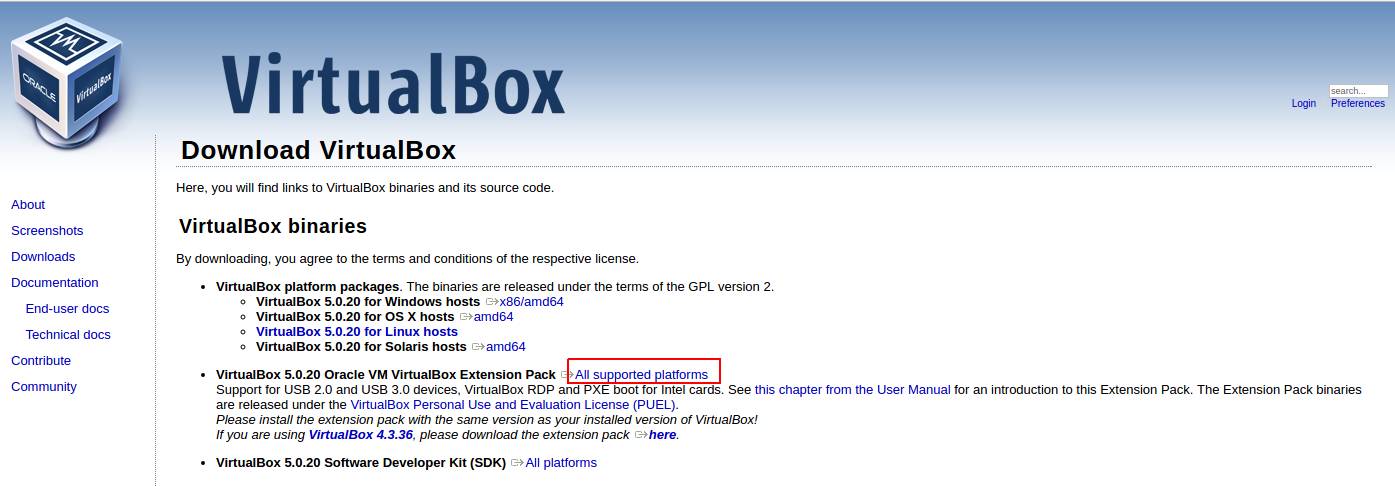 ORACLE
VirtualBox
VirtualBox
search...
Login Preferences
Download VirtualBox
Here, you will find links to VirtualBox binaries and its source code.
About
Screenshots
Downloads
Documentation
End-user docs
Technical docs
Contribute
Community
VirtualBox binaries
By downloading, you agree to the terms and conditions of the respective license.
• VirtualBox platform packages. The binaries are released under the terms of the GPL version 2.
VirtualBox 5.0.20 for Windows hosts x86/amd64
VirtualBox 5.0.20 for OS X hosts amd64
VirtualBox 5.0.20 for Linux hosts
VirtualBox 5.0.20 for Solaris hosts amd64
• VirtualBox 5.0.20 Oracle VM VirtualBox Extension Pack All supported platforms
Support for USB 2.0 and USB 3.0 devices, VirtualBox RDP and PXE boot for Intel cards. See this chapter from the User Manual for an introduction to this Extension Pack. The Extension Pack binaries
are released under the VirtualBox Personal Use and Evaluation License (PUEL).
Please install the extension pack with the same version as your installed version of VirtualBox!
If you are using VirtualBox 4.3.36, please download the extension pack here.
• VirtualBox 5.0.20 Software Developer Kit (SDK) All platforms